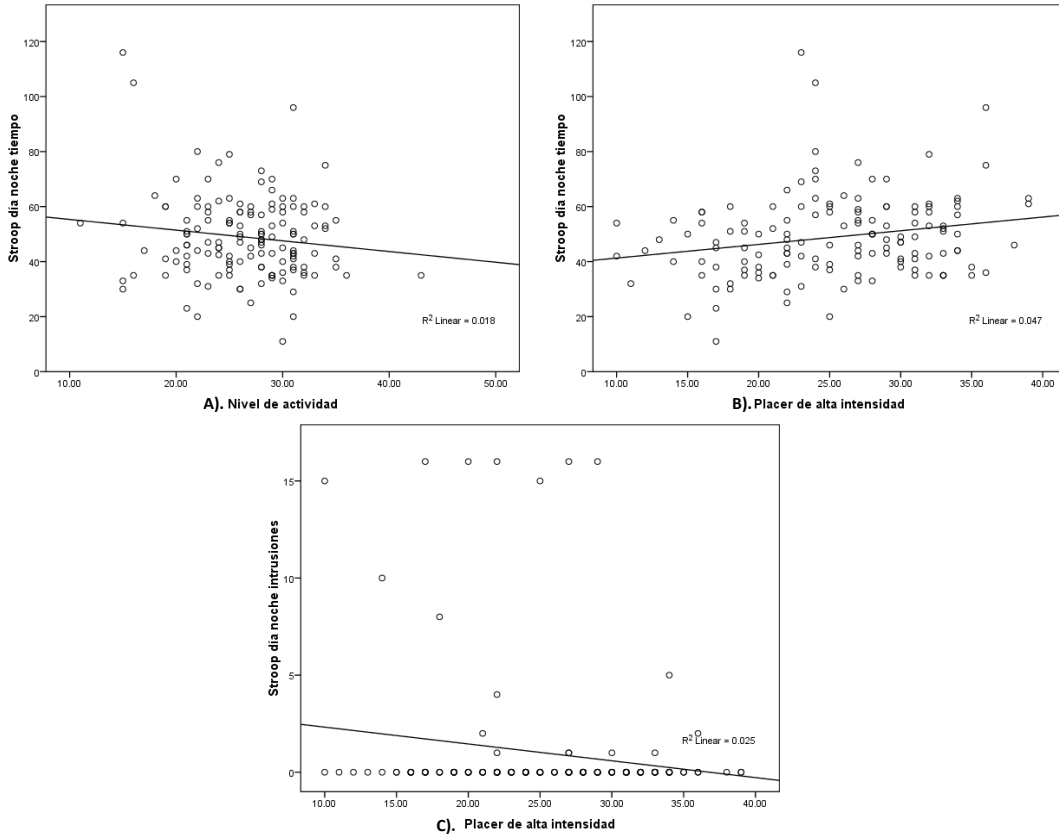 Stroop día noche tiempo
120
100
80
60
40
20
0
R² Linear = 0.018
10.00 20.00 30.00 40.00 50.00
A). Nivel de actividad
Stroop día noche tiempo
120
100
80
60
40
20
0
R² Linear = 0.047
10.00 15.00 20.00 25.00 30.00 35.00 40.00
B). Placer de alta intensidad
Stroop día noche intrusiones
15
10
5
0
R² Linear = 0.025
10.00 15.00 20.00 25.00 30.00 35.00 40.00
C). Placer de alta intensidad